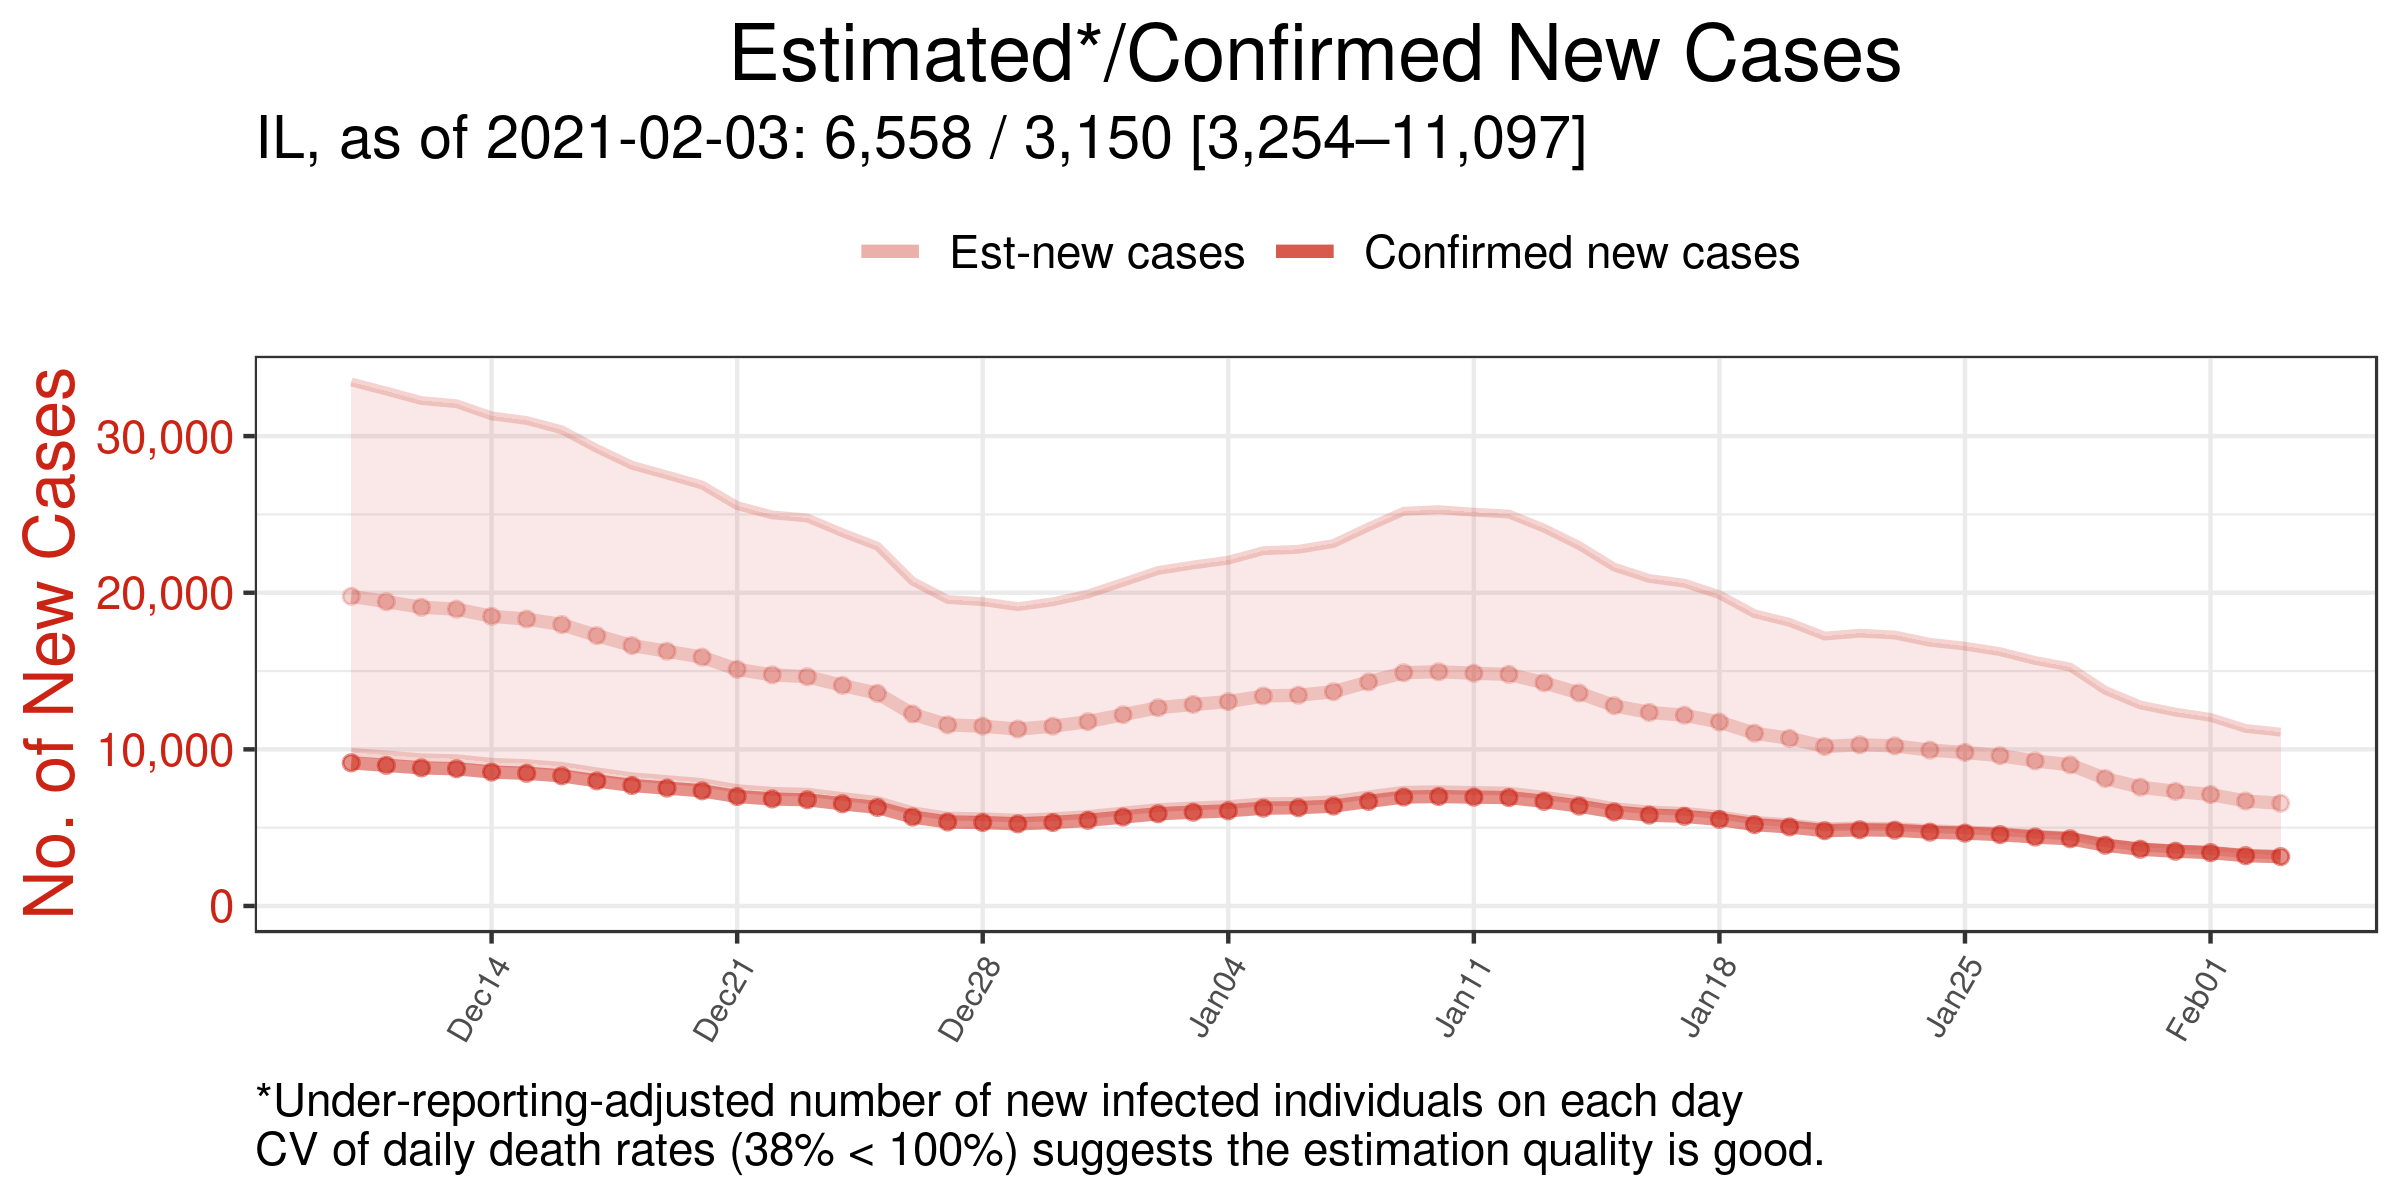 Estimated*/Confirmed New Cases
IL, as of 2021-02-03: 6,558 / 3,150 [3,254–11,097]
Est-new cases
Confirmed new cases
No. of New Cases
30,000
20,000
10,000
0
Dec14
Dec21
Dec28
Jan04
Jan11
Jan18
Jan25
Feb01
*Under-reporting-adjusted number of new infected individuals on each day
CV of daily death rates (38% < 100%) suggests the estimation quality is good.